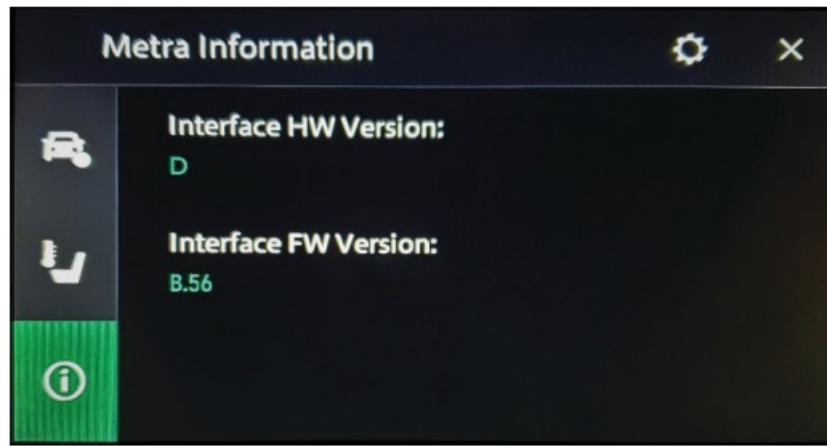 Metra Information
Interface HW Version:
D
Interface FW Version:
B.56